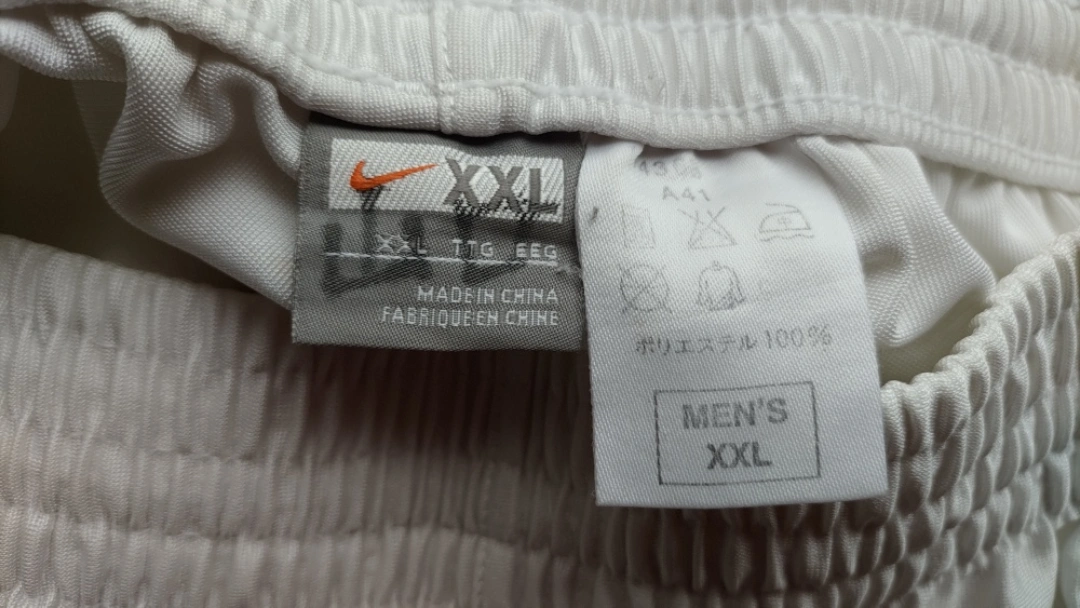 XXL
XXL TTG EEG
MADE IN CHINA
FABRIQUE EN CHINE
A41
ポリエステル 100%
MEN'S
XXL